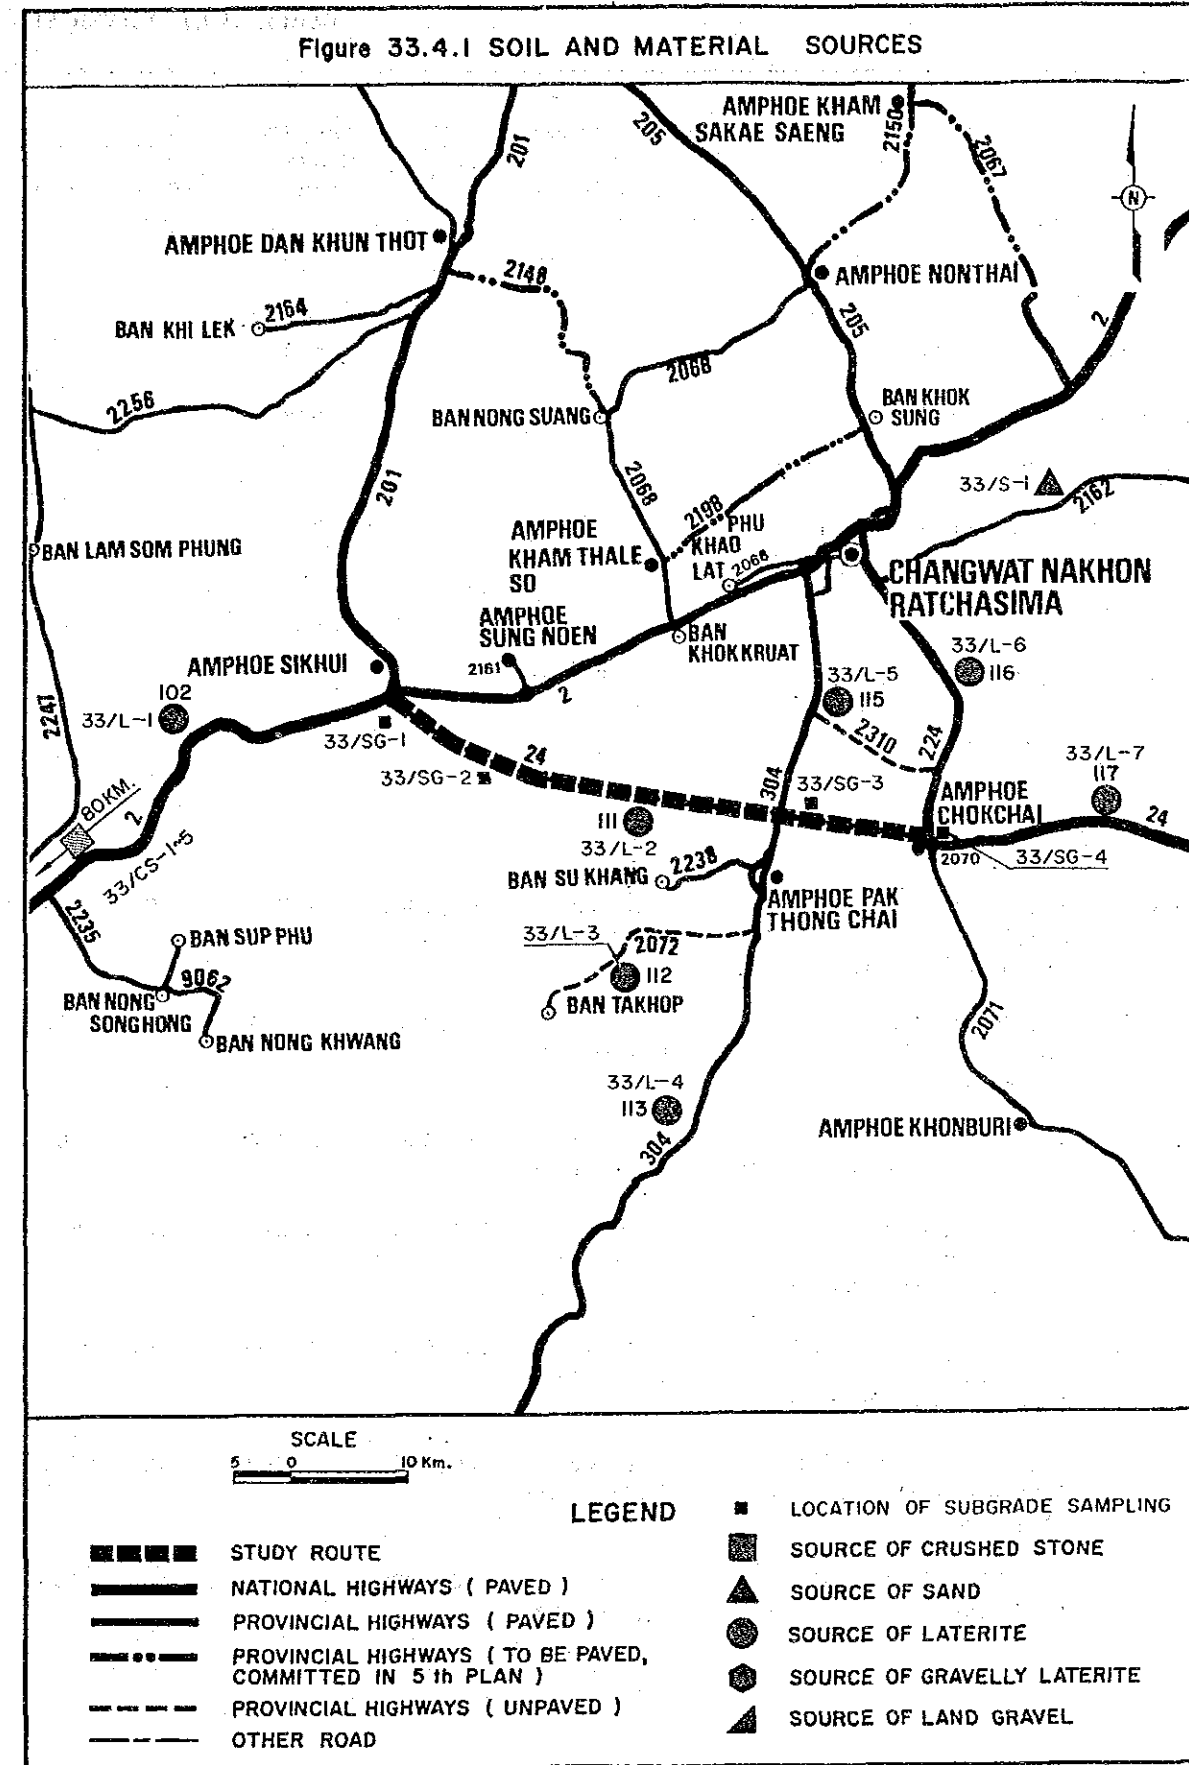 Figure 33.4.1 SOIL AND MATERIAL SOURCES
AMPHOE KHAM
SAKAE SAENG
2150
2067
205
201
AMPHOE DAN KHUN THOT
2148
AMPHOE NONTHAI
2164
BAN KHI LEK
205
2
2068
2256
BAN NONG SUANG
BAN KHOK
SUNG
201
2068
33/S-1
2162
2198
AMPHOE
KHAM THALE
SO
PHU
KHAO
LAT
2068
BAN LAM SOM PHUNG
CHANGWAT NAKHON
RATCHASIMA
AMPHOE
SUNG NOEN
BAN
KHOKKRUAT
AMPHOE SIKHUI
2161
2
33/L-6
116
33/L-5
115
102
33/L-1
2247
33/SG-1
24
2310
224
33/SG-2
304
33/SG-3
33/L-7
117
80KM.
2
AMPHOE
CHOKCHAI
24
111
33/L-2
33/CS-1~5
2070
33/SG-4
2238
BAN SU KHANG
AMPHOE PAK
THONG CHAI
2235
BAN SUP PHU
33/L-3
2072
112
9062
BAN NONG
SONGHONG
BAN TAKHOP
BAN NONG KHWANG
2071
33/L-4
113
AMPHOE KHONBURI
304
N
SCALE
5 0 10 Km.
LEGEND
STUDY ROUTE
NATIONAL HIGHWAYS ( PAVED )
PROVINCIAL HIGHWAYS ( PAVED )
PROVINCIAL HIGHWAYS ( TO BE PAVED,
COMMITTED IN 5 th PLAN )
PROVINCIAL HIGHWAYS ( UNPAVED )
OTHER ROAD
LOCATION OF SUBGRADE SAMPLING
SOURCE OF CRUSHED STONE
SOURCE OF SAND
SOURCE OF LATERITE
SOURCE OF GRAVELLY LATERITE
SOURCE OF LAND GRAVEL